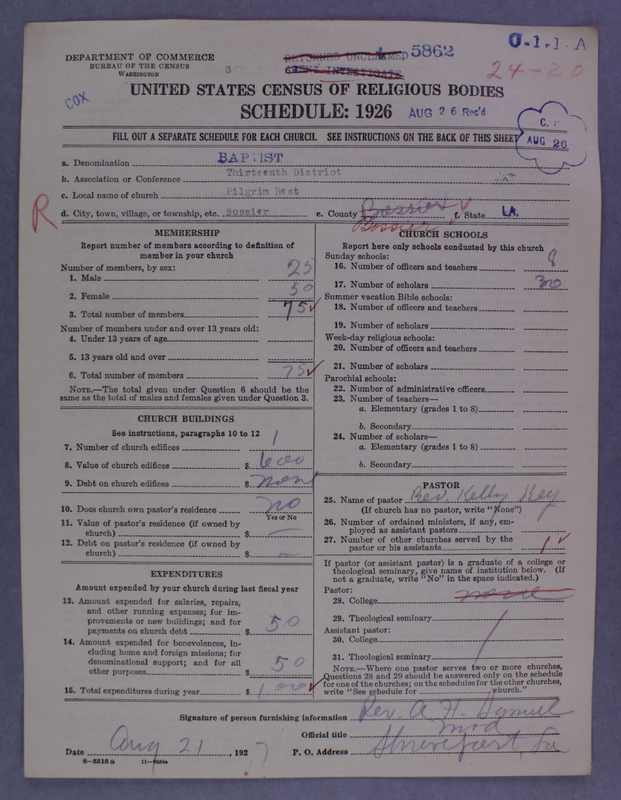 DEPARTMENT OF COMMERCE
BUREAU OF THE CENSUS
WASHINGTON
3
RETURNED UNCLAIMED 5862
0-1-1-A
24-20
COX
UNITED STATES CENSUS OF RELIGIOUS BODIES
SCHEDULE: 1926
AUG 26 Rec'd
C.
AUG 26
FILL OUT A SEPARATE SCHEDULE FOR EACH CHURCH. SEE INSTRUCTIONS ON THE BACK OF THIS SHEET
a. Denomination BAPTIST
b. Association or Conference Thirteenth District
c. Local name of church Pilgrim Rest
R
d. City, town, village, or township, etc. Bossier e. County Bossier f. State LA.
Bossier
MEMBERSHIP
Report number of members according to definition of
member in your church
Number of members, by sex:
1. Male 25
2. Female 50
3. Total number of members 75
Number of members under and over 13 years old:
4. Under 13 years of age
5. 13 years old and over
6. Total number of members 75
NOTE.—The total given under Question 6 should be the
same as the total of males and females given under Question 3.
CHURCH BUILDINGS
See instructions, paragraphs 10 to 12
7. Number of church edifices 1
8. Value of church edifices $ 600
9. Debt on church edifices $ none
10. Does church own pastor's residence no
Yes or No
11. Value of pastor's residence (if owned by
church) $
12. Debt on pastor's residence (if owned by
church) $
EXPENDITURES
Amount expended by your church during last fiscal year
13. Amount expended for salaries, repairs,
and other running expenses; for im-
provements or new buildings; and for
payments on church debt $ 50
14. Amount expended for benevolences, in-
cluding home and foreign missions; for
denominational support; and for all
other purposes $ 50
15. Total expenditures during year $ 1 00
CHURCH SCHOOLS
Report here only schools conducted by this church
Sunday schools:
16. Number of officers and teachers 8
17. Number of scholars 30
Summer vacation Bible schools:
18. Number of officers and teachers
19. Number of scholars
Week-day religious schools:
20. Number of officers and teachers
21. Number of scholars
Parochial schools:
22. Number of administrative officers
23. Number of teachers—
a. Elementary (grades 1 to 8)
b. Secondary
24. Number of scholars—
a. Elementary (grades 1 to 8)
b. Secondary
PASTOR
25. Name of pastor Rev. Kelly Key
(If church has no pastor, write "None")
26. Number of ordained ministers, if any, em-
ployed as assistant pastors
27. Number of other churches served by the
pastor or his assistants 1
If pastor (or assistant pastor) is a graduate of a college or
theological seminary, give name of institution below. (If
not a graduate, write "No" in the space indicated.)
Pastor:
28. College none
29. Theological seminary
Assistant pastor:
30. College
31. Theological seminary
NOTE.—Where one pastor serves two or more churches,
Questions 28 and 29 should be answered only on the schedule
for one of the churches; on the schedules for the other churches,
write "See schedule for church."
Signature of person furnishing information Rev. A. H. Samuel
Official title Mod
Date Aug 21, 1927 P. O. Address Shreveport, La
8—5518 a